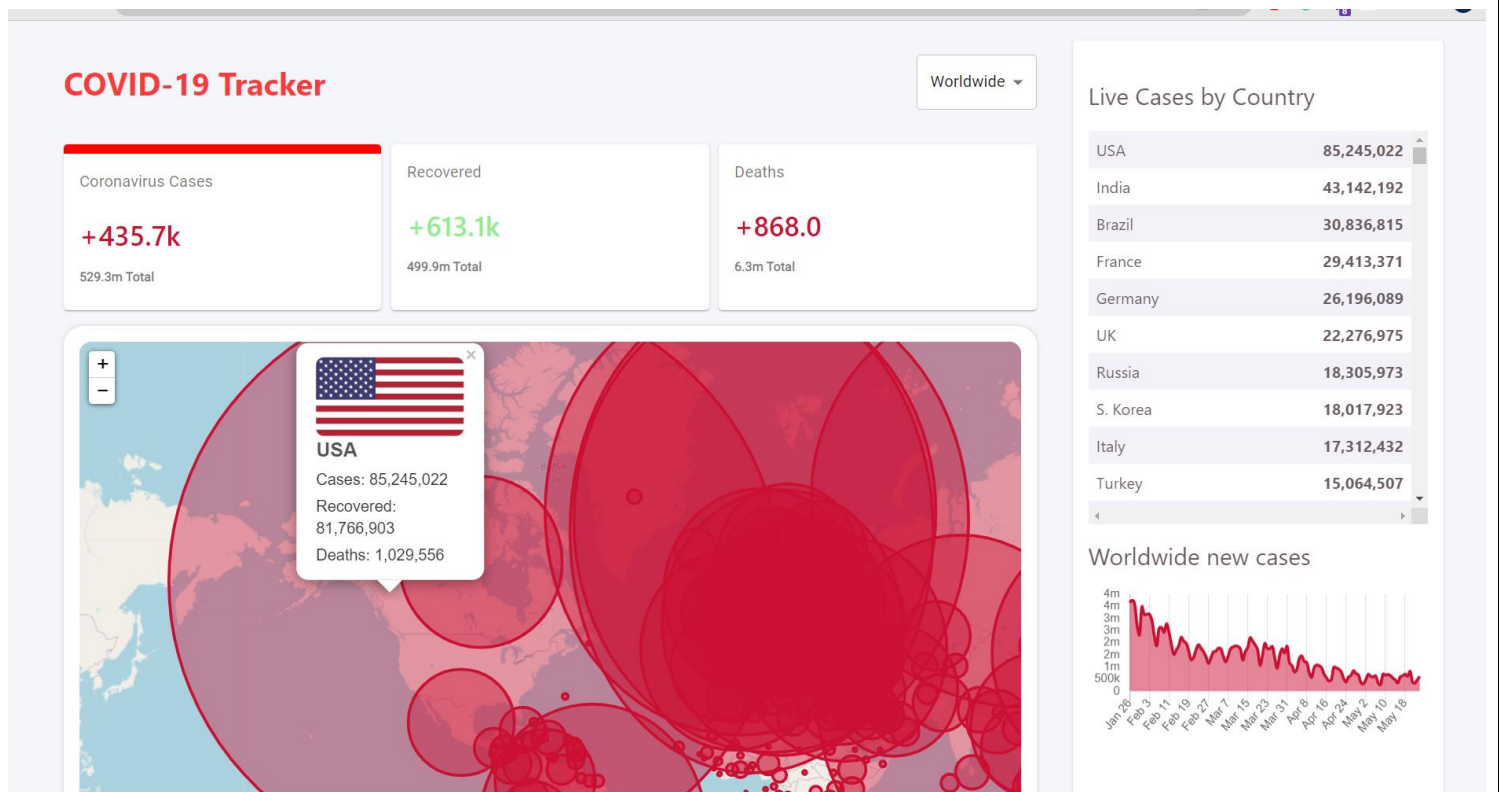 8
COVID-19 Tracker
Worldwide
Coronavirus Cases
+435.7k
529.3m Total
Recovered
+613.1k
499.9m Total
Deaths
+868.0
6.3m Total
+
−
×
USA
Cases: 85,245,022
Recovered:
81,766,903
Deaths: 1,029,556
Live Cases by Country
USA 85,245,022
India 43,142,192
Brazil 30,836,815
France 29,413,371
Germany 26,196,089
UK 22,276,975
Russia 18,305,973
S. Korea 18,017,923
Italy 17,312,432
Turkey 15,064,507
Worldwide new cases
4m
4m
3m
3m
2m
2m
1m
500k
0
Jan 26 Feb 3 Feb 11 Feb 19 Feb 27 Mar 7 Mar 15 Mar 23 Mar 31 Apr 8 Apr 16 Apr 24 May 2 May 10 May 18